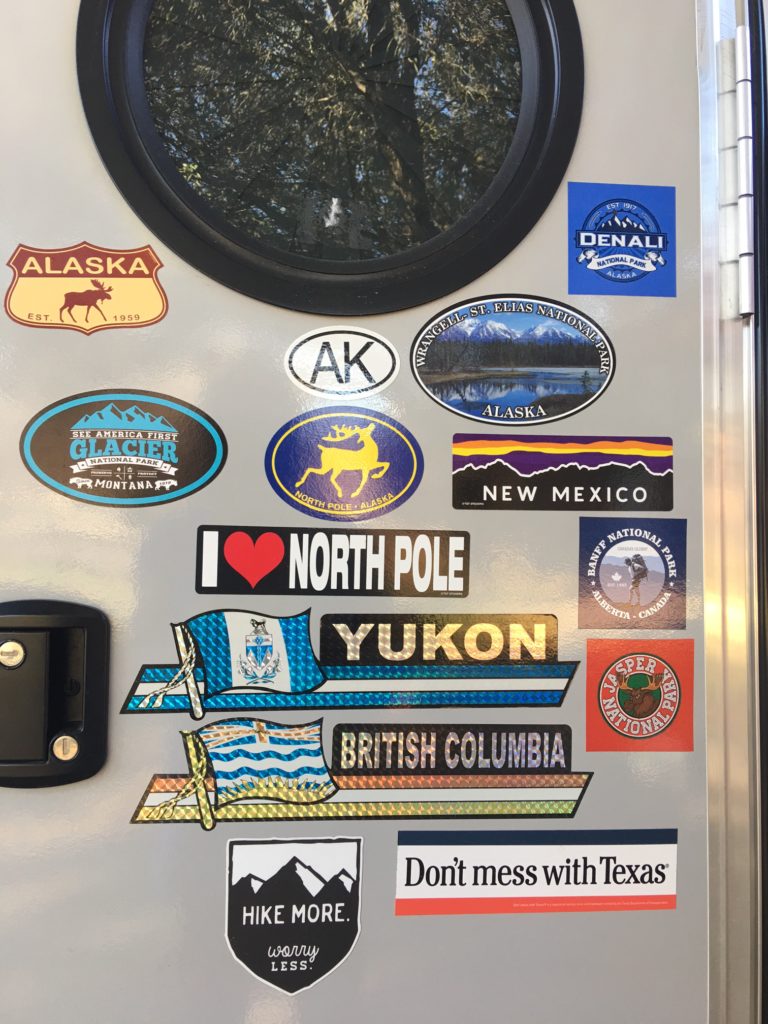 EST 1917
DENALI
NATIONAL PARK
ALASKA
ALASKA
EST. 1959
WRANGELL- ST. ELIAS NATIONAL PARK
ALASKA
AK
SEE AMERICA FIRST
GLACIER
NATIONAL PARK
PRESERVE PROTECT
MONTANA
NORTH POLE • ALASKA
NEW MEXICO
I NORTH POLE
BANFF NATIONAL PARK
ALBERTA - CANADA
YUKON
JASPER
NATIONAL PARK
BRITISH COLUMBIA
Don't mess with Texas®
HIKE MORE.
worry
LESS.